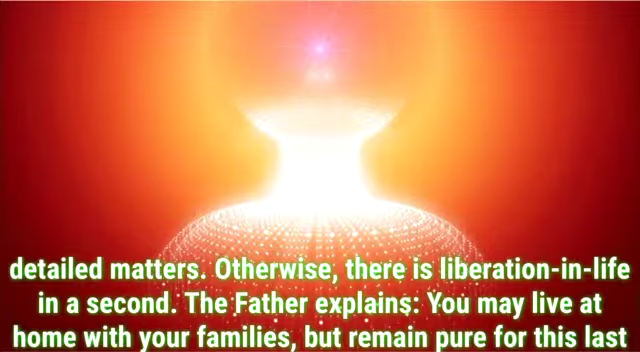 detailed matters. Otherwise, there is liberation-in-life
in a second. The Father explains: You may live at
home with your families, but remain pure for this last